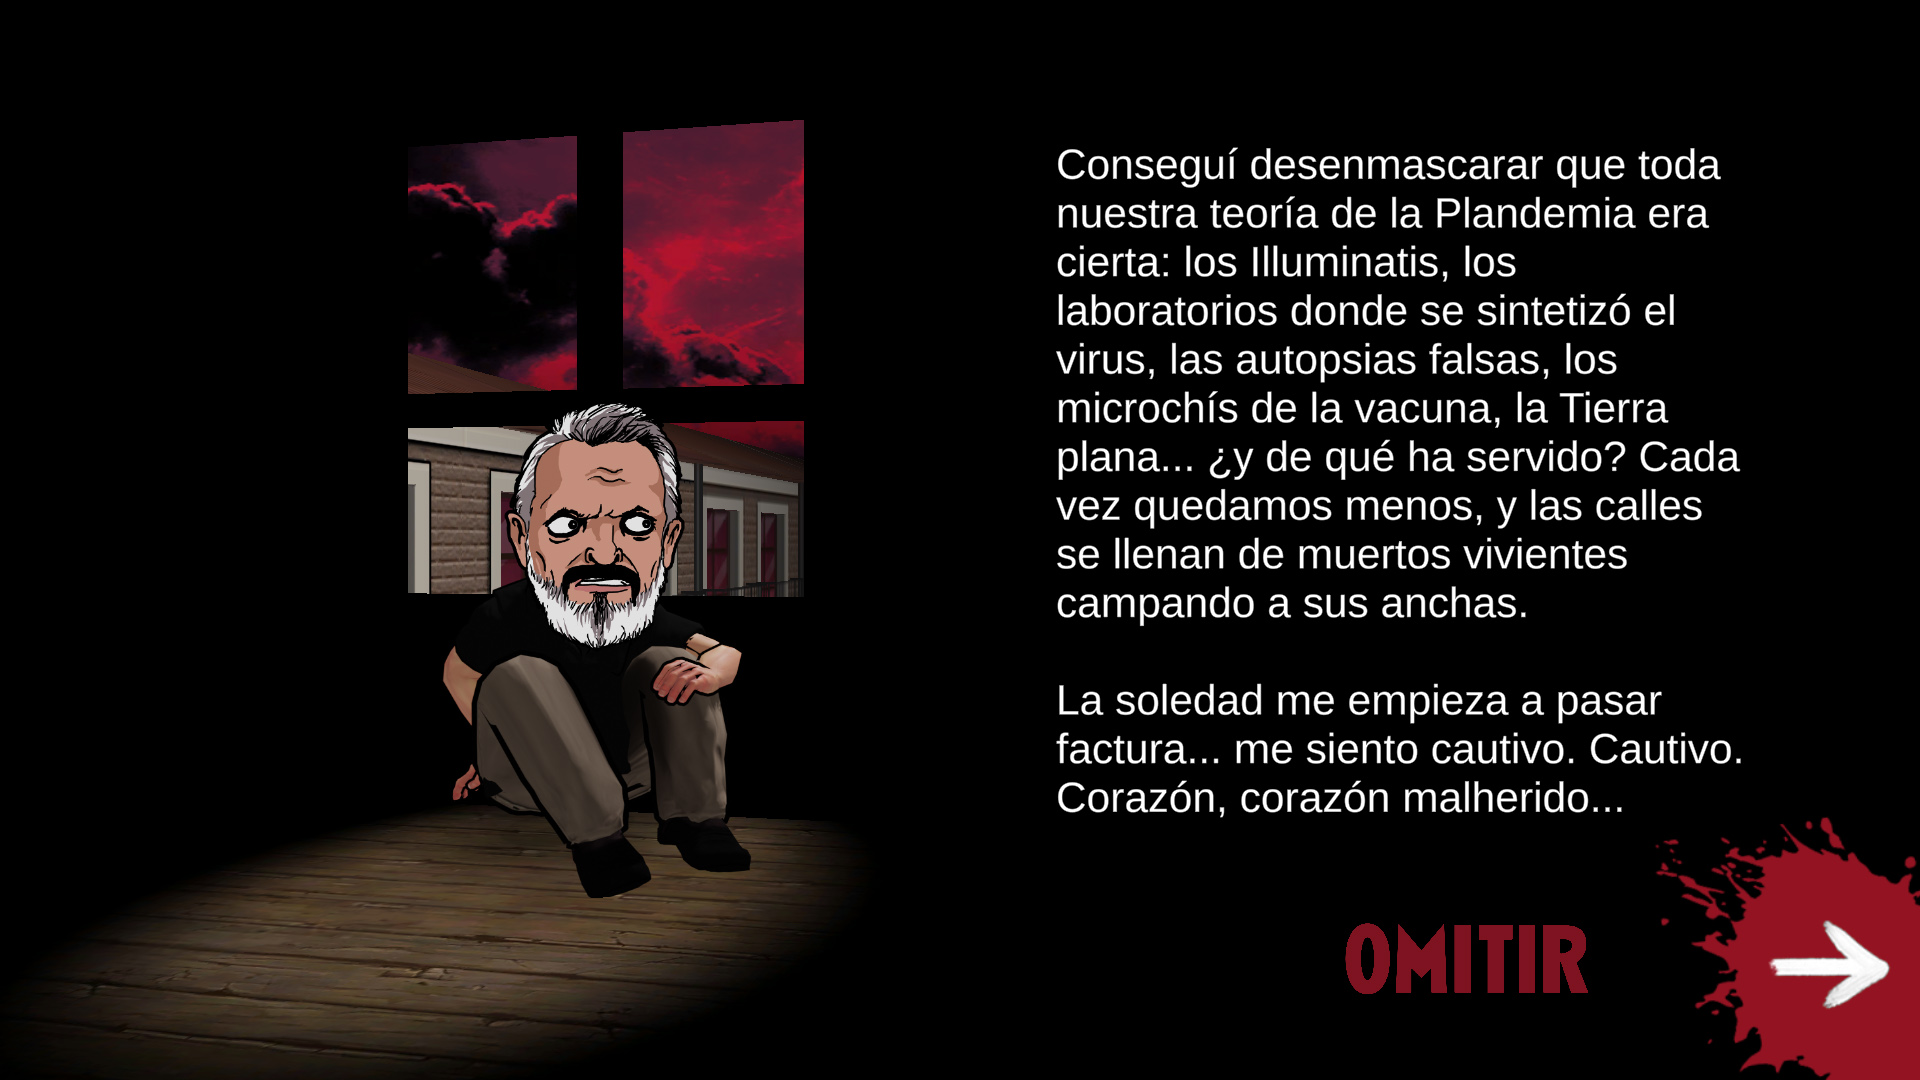 Conseguí desenmascarar que toda
nuestra teoría de la Plandemia era
cierta: los Illuminatis, los
laboratorios donde se sintetizó el
virus, las autopsias falsas, los
microchís de la vacuna, la Tierra
plana... ¿y de qué ha servido? Cada
vez quedamos menos, y las calles
se llenan de muertos vivientes
campando a sus anchas.
La soledad me empieza a pasar
factura... me siento cautivo. Cautivo.
Corazón, corazón malherido...
OMITIR